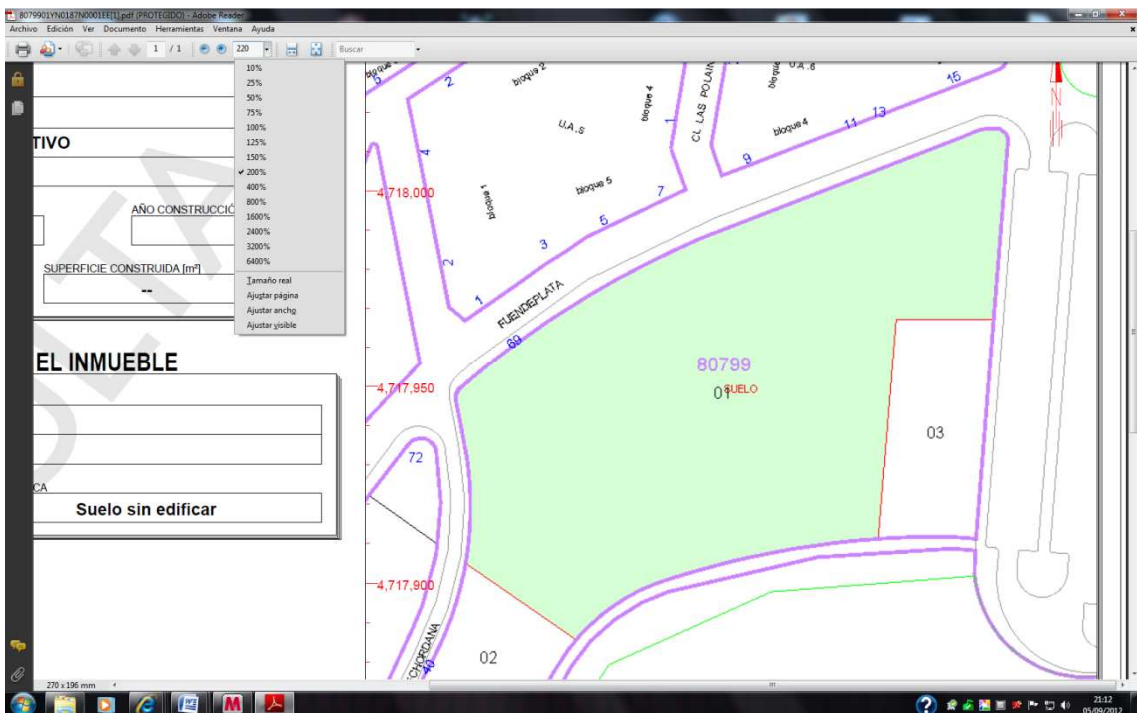 8079901YN0187N0001EE[1].pdf (PROTEGIDO) - Adobe Reader
Archivo Edición Ver Documento Herramientas Ventana Ayuda
1 / 1 220 Buscar
10%
25%
50%
75%
100%
125%
150%
200%
400%
800%
1600%
2400%
3200%
6400%
Tamaño real
Ajustar página
Ajustar ancho
Ajustar visible
TIVO
AÑO CONSTRUCCIÓ
SUPERFICIE CONSTRUIDA [m²]
--
EL INMUEBLE
CA
Suelo sin edificar
ULTA
bloque 2
U.A.5
bloque 4
bloque 5
bloque 1
CL LAS POLAIN
U.A.6
bloque 4
2
4
2
1
3
5
7
1
9
11
13
15
N
4,718,000
FUENDEPLATA
69
80799
01 SUELO
03
4,717,950
72
4,717,900
CHORDANA
40
02
270 x 196 mm
21:12
05/09/2012